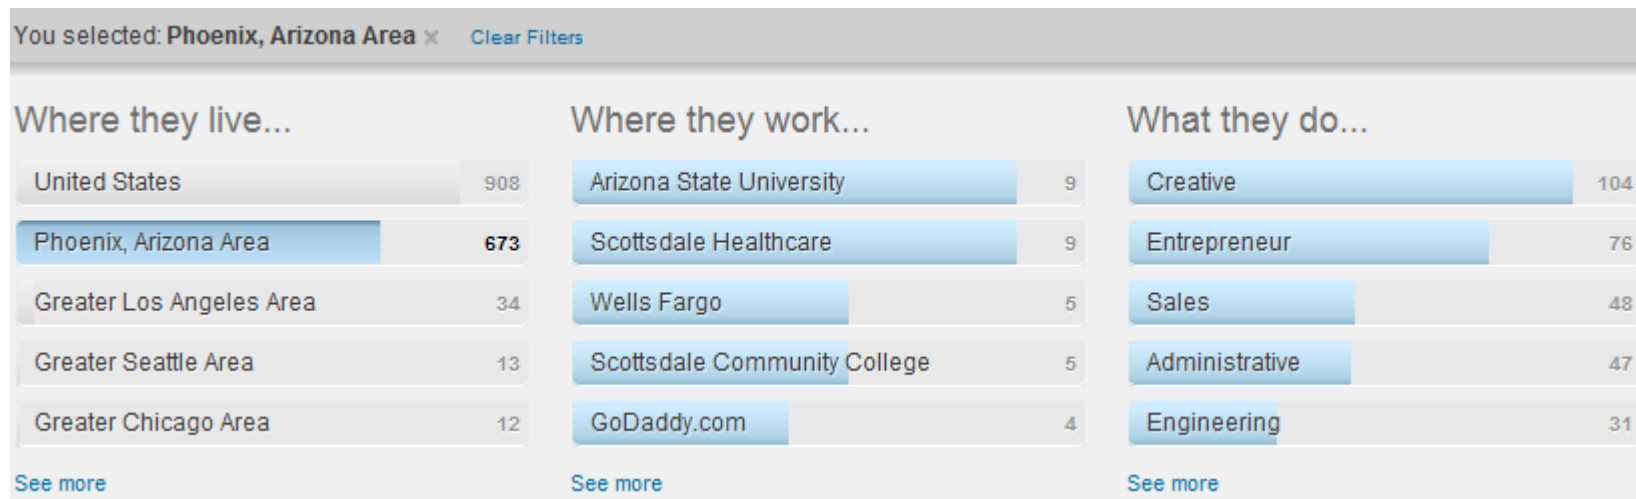 You selected: Phoenix, Arizona Area × Clear Filters
Where they live...
United States 908
Phoenix, Arizona Area 673
Greater Los Angeles Area 34
Greater Seattle Area 13
Greater Chicago Area 12
See more
Where they work...
Arizona State University 9
Scottsdale Healthcare 9
Wells Fargo 5
Scottsdale Community College 5
GoDaddy.com 4
See more
What they do...
Creative 104
Entrepreneur 76
Sales 48
Administrative 47
Engineering 31
See more